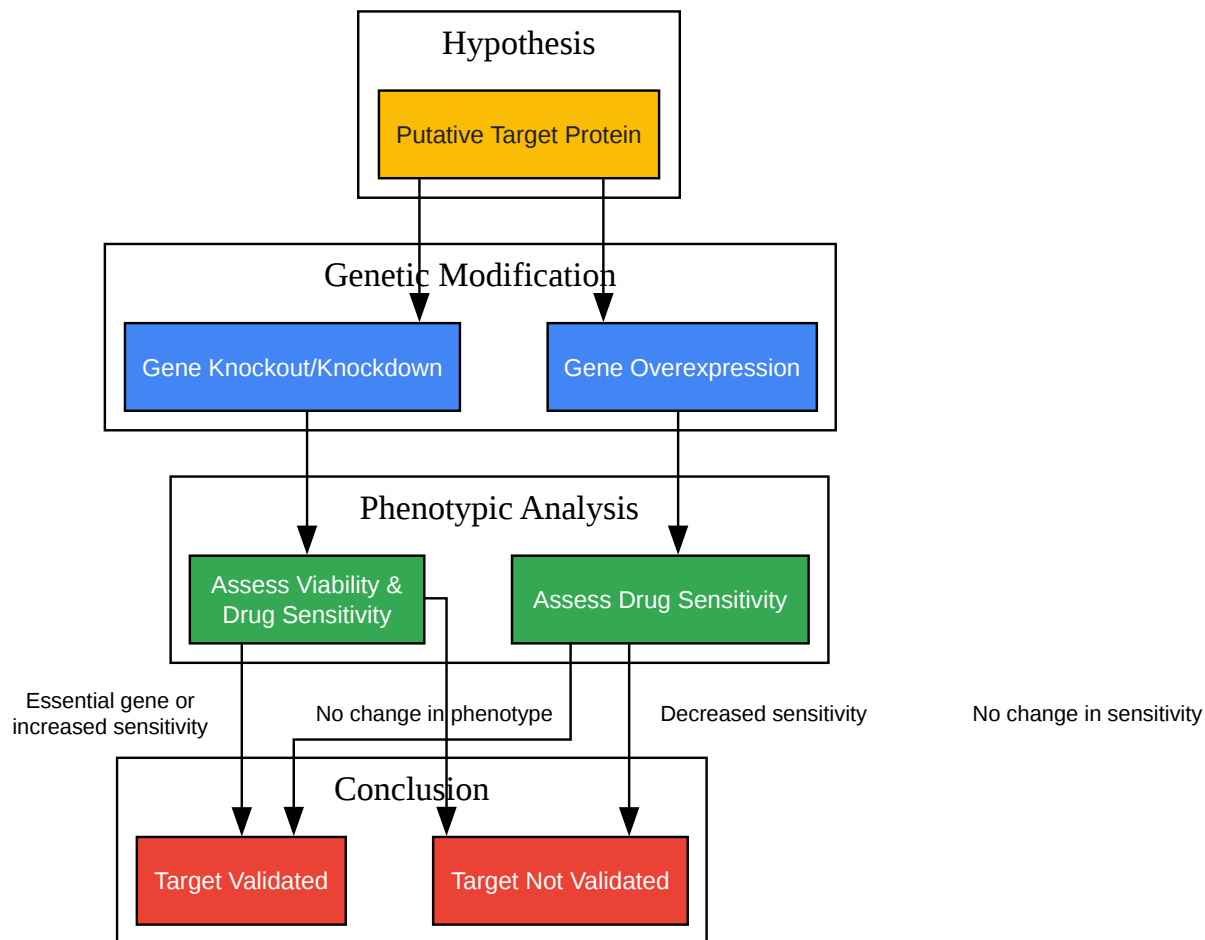 Hypothesis
Putative Target Protein
Genetic Modification
Gene Knockout/Knockdown
Gene Overexpression
Phenotypic Analysis
Assess Viability &
Drug Sensitivity
Assess Drug Sensitivity
Essential gene or
increased sensitivity
No change in phenotype
Decreased sensitivity
No change in sensitivity
Conclusion
Target Validated
Target Not Validated